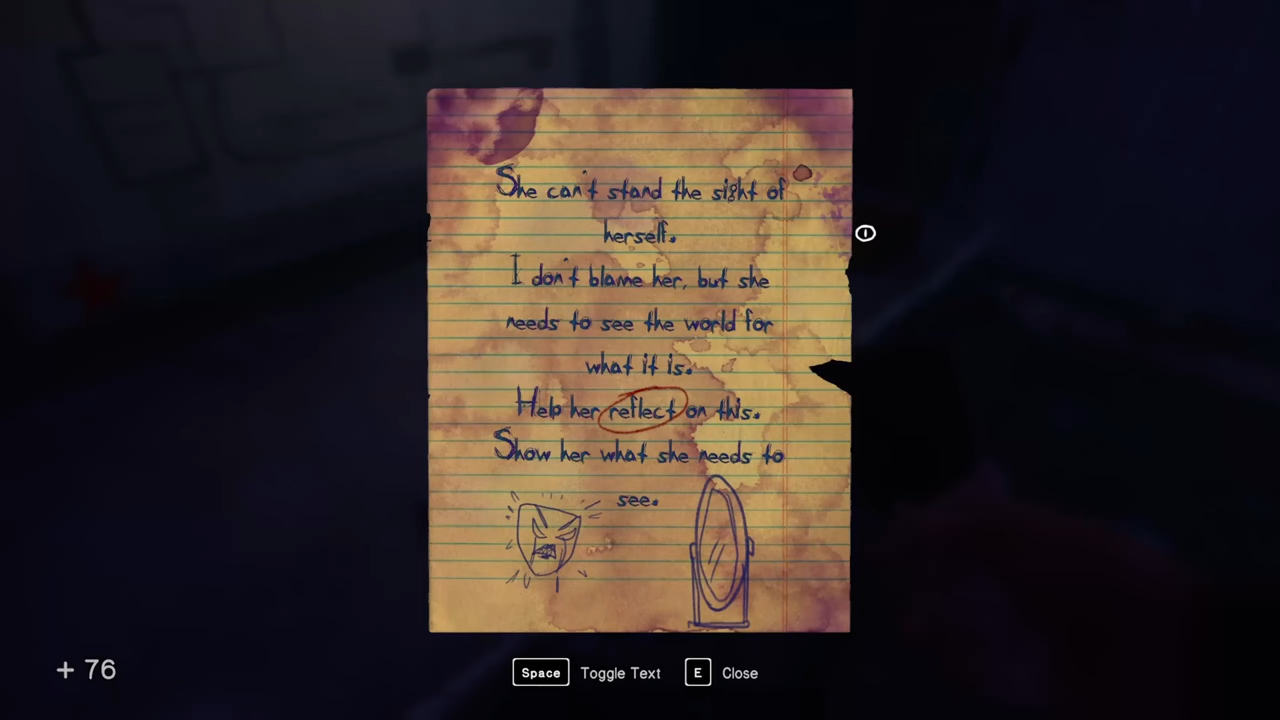 She can't stand the sight of
herself.
I don't blame her, but she
needs to see the world for
what it is.
Help her reflect on this.
Show her what she needs to
see.
+ 76
Space Toggle Text E Close